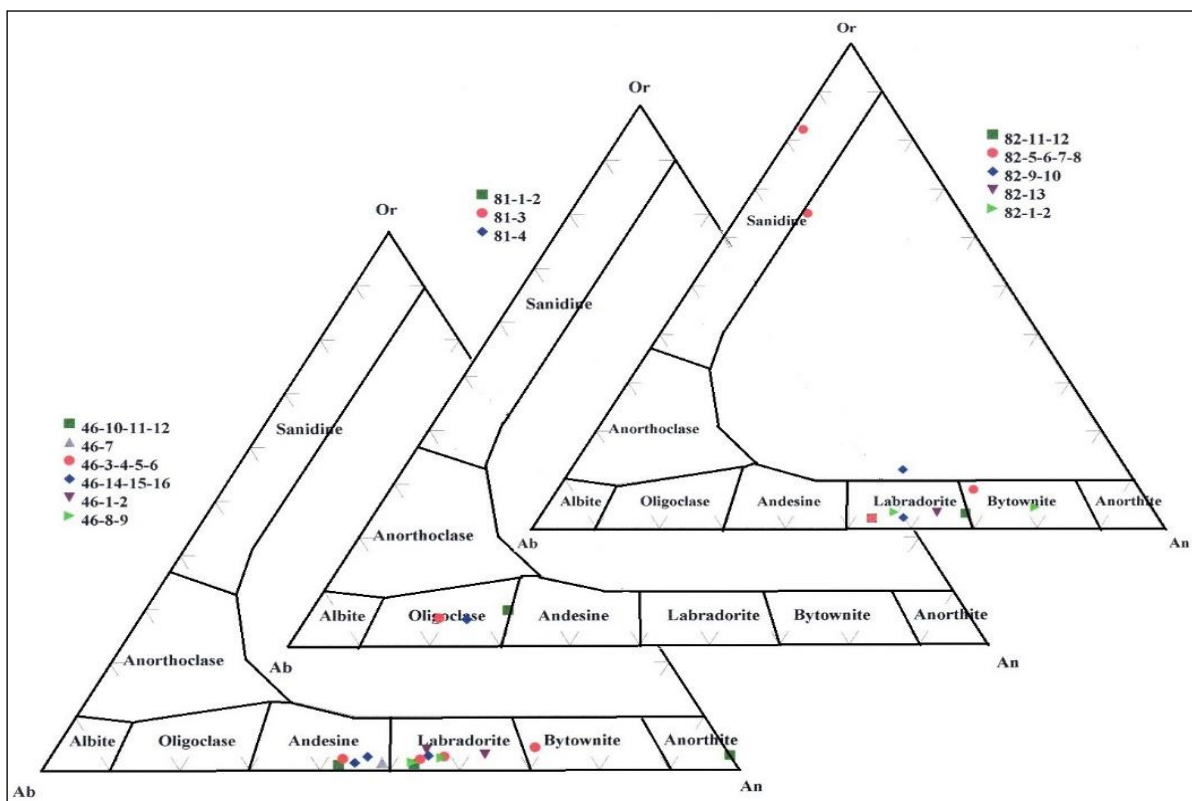 Or
82-11-12
82-5-6-7-8
82-9-10
82-13
82-1-2
Sanidine
Anorthoclase
Albite Oligoclase Andesine Labradorite Bytownite Anorthite
Ab An
Or
81-1-2
81-3
81-4
Sanidine
Anorthoclase
Albite Oligoclase Andesine Labradorite Bytownite Anorthite
Ab An
Or
46-10-11-12
46-7
46-3-4-5-6
46-14-15-16
46-1-2
46-8-9
Sanidine
Anorthoclase
Albite Oligoclase Andesine Labradorite Bytownite Anorthite
Ab An